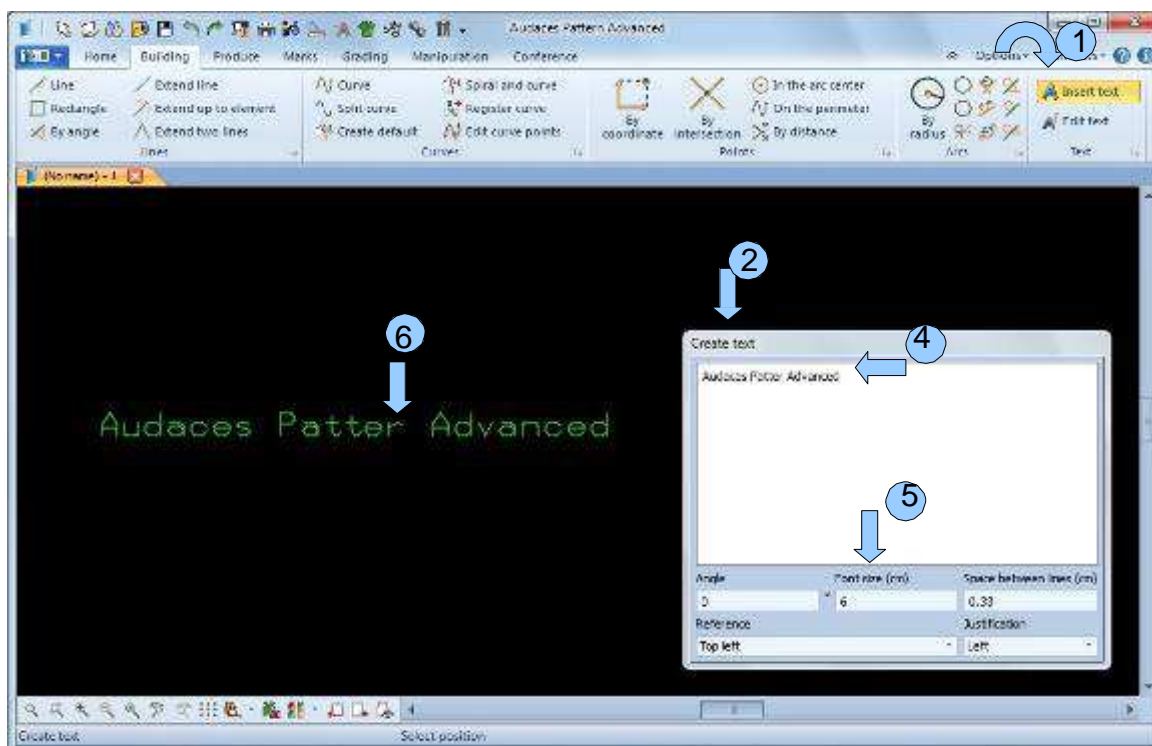 Audaces Pattern Advanced
1
Home Building Produce Marks Grading Manipulation Conference Options
Line Extend line Curve Spiral and curve In the arc center Insert text
Rectangle Extend up to element Split curve Register curve By coordinate By intersection On the perimeter By radius Edit text
By angle Extend two lines Create default Edit curve points By distance
Lines Curves Points Arcs Text
(No name) - 1
2
6
Create text
4
Audaces Patter Advanced
Audaces Patter Advanced
5
Angle Font size (cm) Space between lines (cm)
0 ° 6 0.33
Reference Justification
Top left Left
Create text Select position